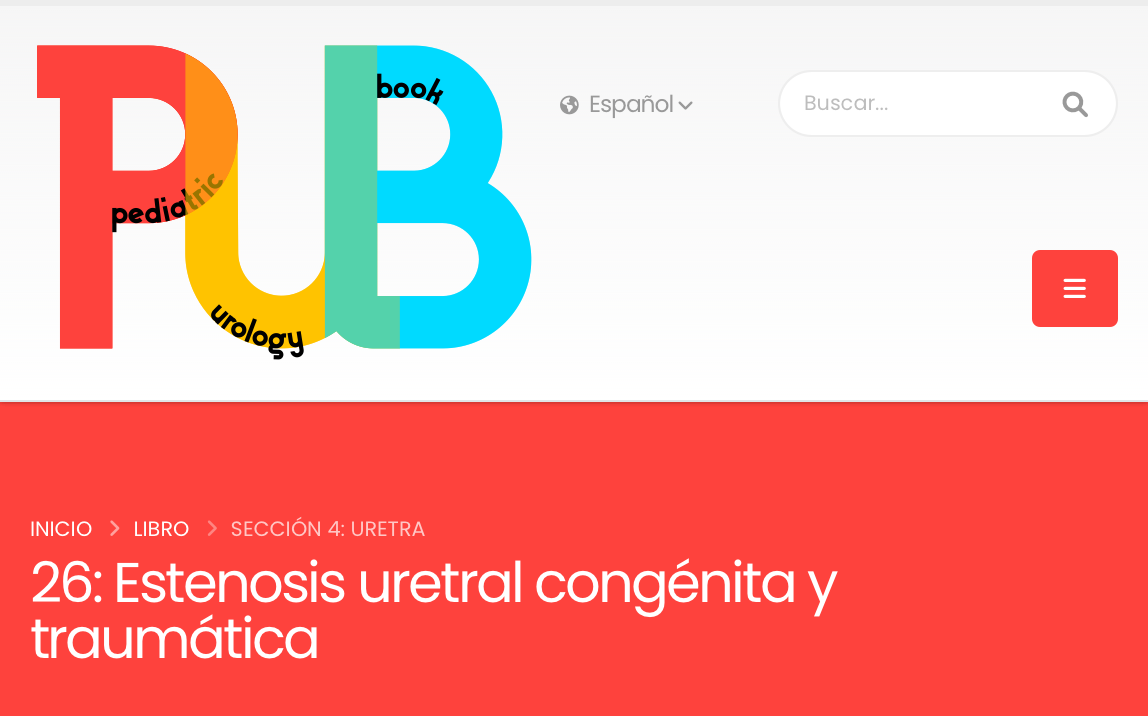 PUB
pediatric
urology
book
Español
Buscar...
INICIO > LIBRO > SECCIÓN 4: URETRA
26: Estenosis uretral congénita y
traumática